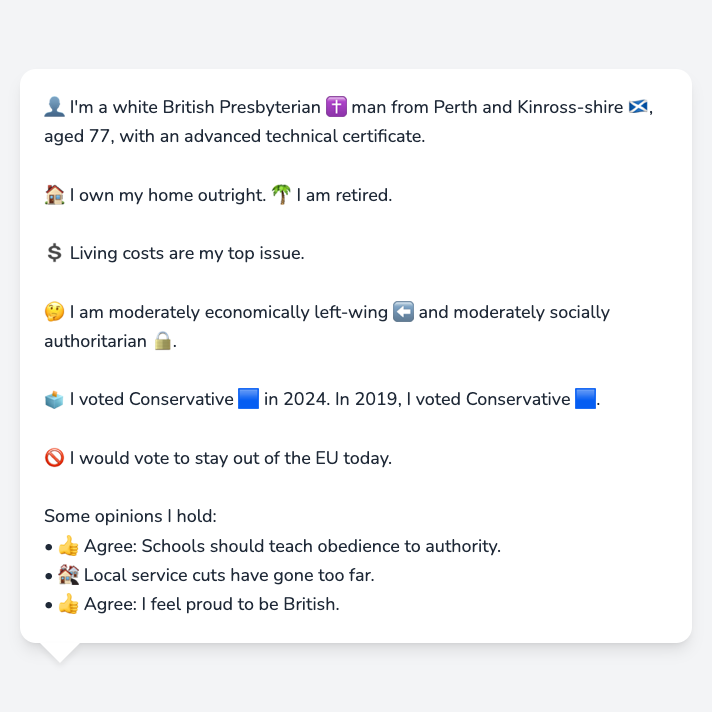 👤 I'm a white British Presbyterian ✝️ man from Perth and Kinross-shire 🏴󠁧󠁢󠁳󠁣󠁴󠁿,
aged 77, with an advanced technical certificate.
🏠 I own my home outright. 🌴 I am retired.
💲 Living costs are my top issue.
🤔 I am moderately economically left-wing ⬅️ and moderately socially
authoritarian 🔒.
🗳️ I voted Conservative 🟦 in 2024. In 2019, I voted Conservative 🟦.
🚫 I would vote to stay out of the EU today.
Some opinions I hold:
• 👍 Agree: Schools should teach obedience to authority.
• 🏚️ Local service cuts have gone too far.
• 👍 Agree: I feel proud to be British.